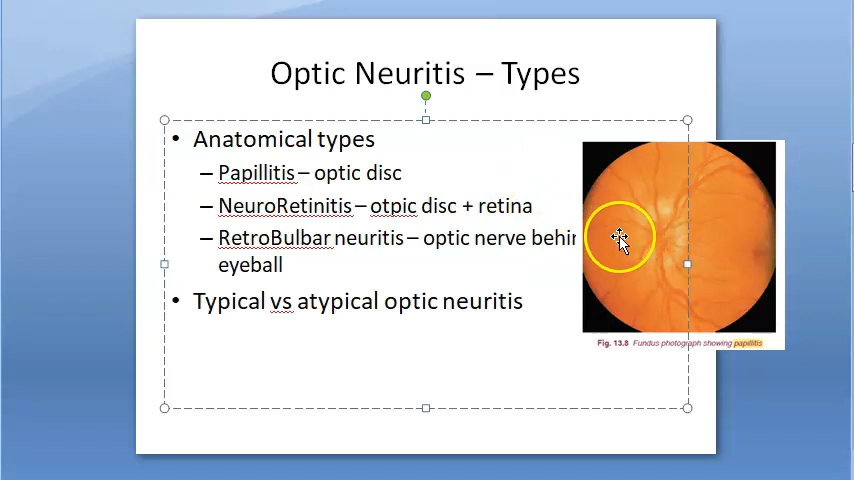 Optic Neuritis – Types
• Anatomical types
– Papillitis – optic disc
– NeuroRetinitis – otpic disc + retina
– RetroBulbar neuritis – optic nerve behin
eyeball
• Typical vs atypical optic neuritis
Fig. 13.8 Fundus photograph showing papillitis